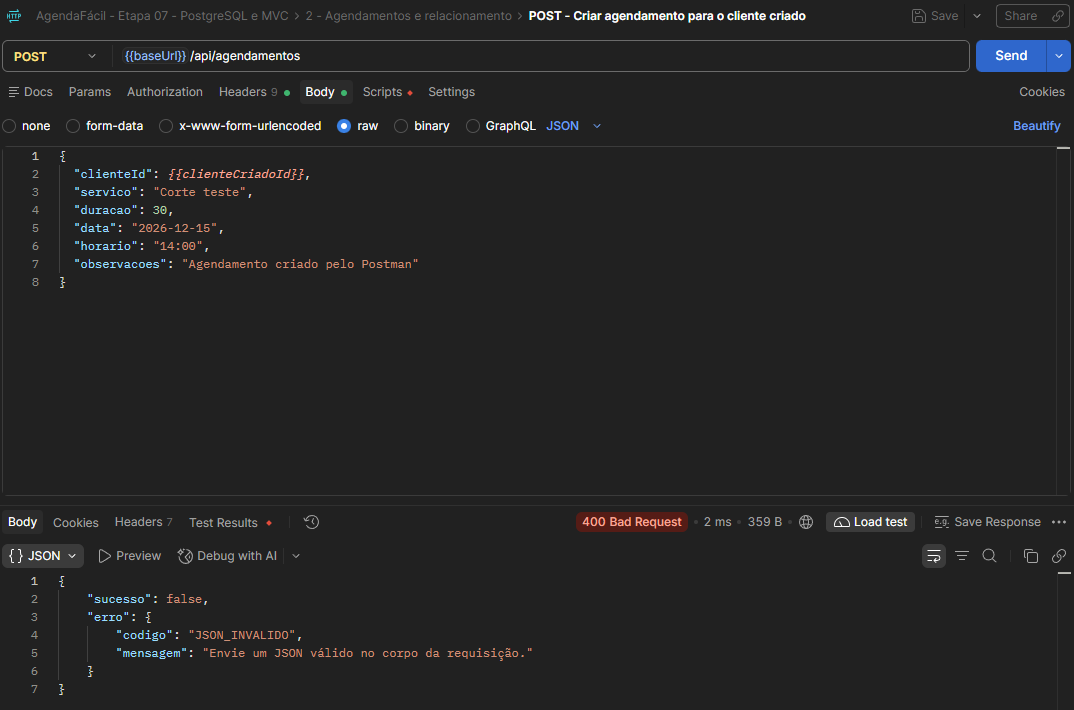 HTTP AgendaFácil - Etapa 07 - PostgreSQL e MVC > 2 - Agendamentos e relacionamento > POST - Criar agendamento para o cliente criado Save Share
POST {{baseUrl}} /api/agendamentos Send
Docs Params Authorization Headers 9 Body Scripts Settings Cookies
none form-data x-www-form-urlencoded raw binary GraphQL JSON Beautify
1 {
2 "clienteId": {{clienteCriadoId}},
3 "servico": "Corte teste",
4 "duracao": 30,
5 "data": "2026-12-15",
6 "horario": "14:00",
7 "observacoes": "Agendamento criado pelo Postman"
8 }
Body Cookies Headers 7 Test Results 400 Bad Request 2 ms 359 B Load test e.g. Save Response
{} JSON Preview Debug with AI
1 {
2 "sucesso": false,
3 "erro": {
4 "codigo": "JSON_INVALIDO",
5 "mensagem": "Envie um JSON válido no corpo da requisição."
6 }
7 }